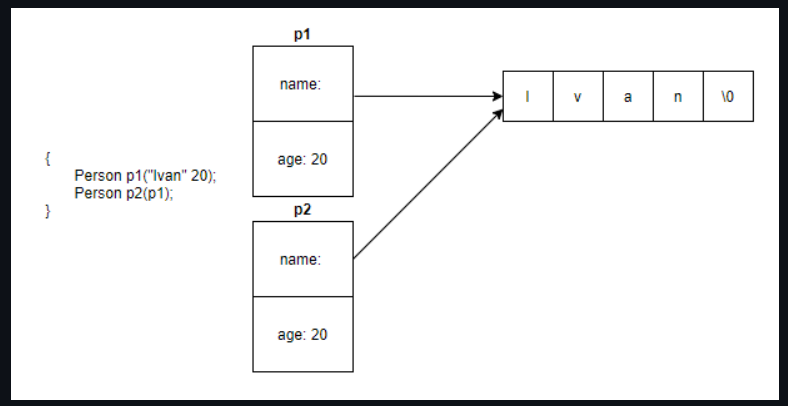 p1
name:
age: 20
I v a n \0
{
Person p1("Ivan" 20);
Person p2(p1);
}
p2
name:
age: 20